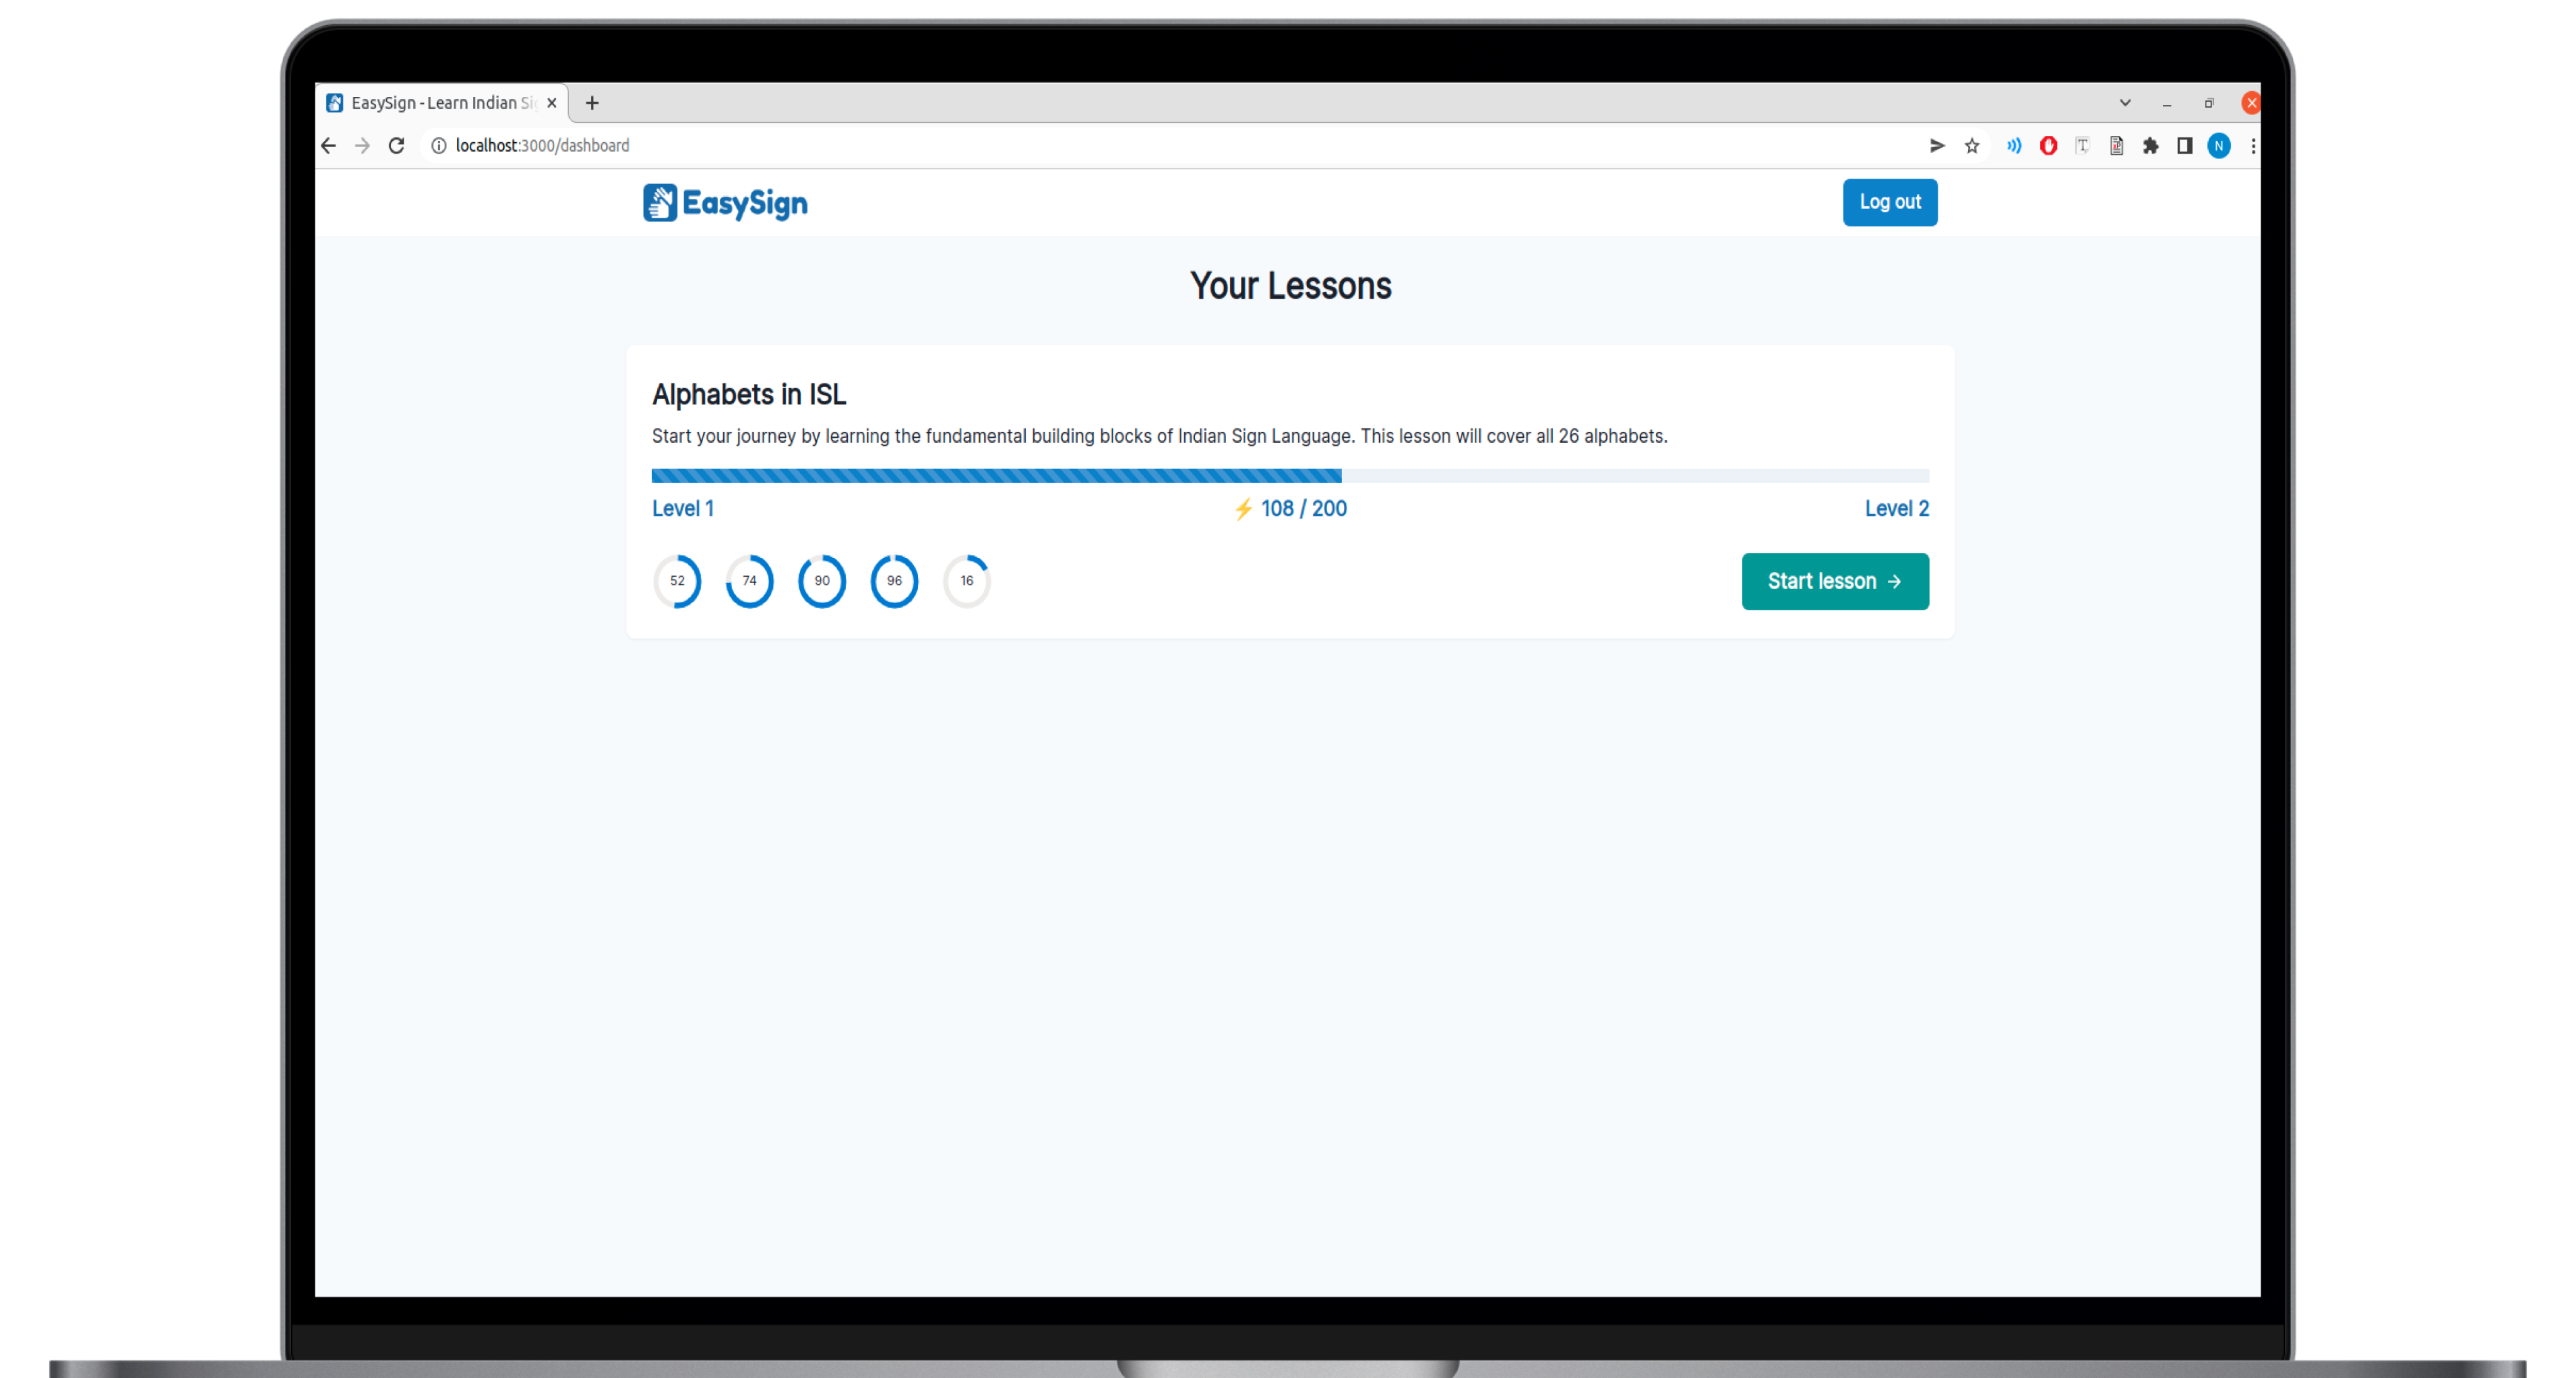 EasySign - Learn Indian Si
localhost:3000/dashboard
N
EasySign
Log out
Your Lessons
Alphabets in ISL
Start your journey by learning the fundamental building blocks of Indian Sign Language. This lesson will cover all 26 alphabets.
Level 1
⚡ 108 / 200
Level 2
52 74 90 96 16
Start lesson →